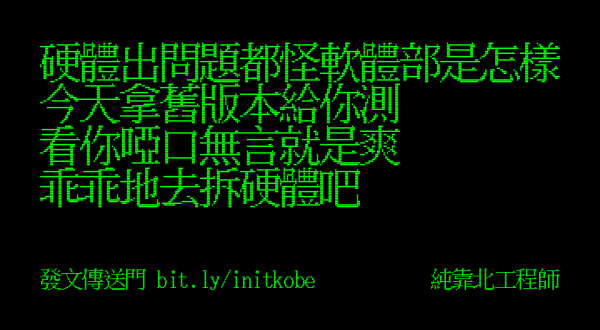 硬體出問題都怪軟體部是怎樣
今天拿舊版本給你測
看你啞口無言就是爽
乖乖地去拆硬體吧
發文傳送門 bit.ly/initkobe
純靠北工程師